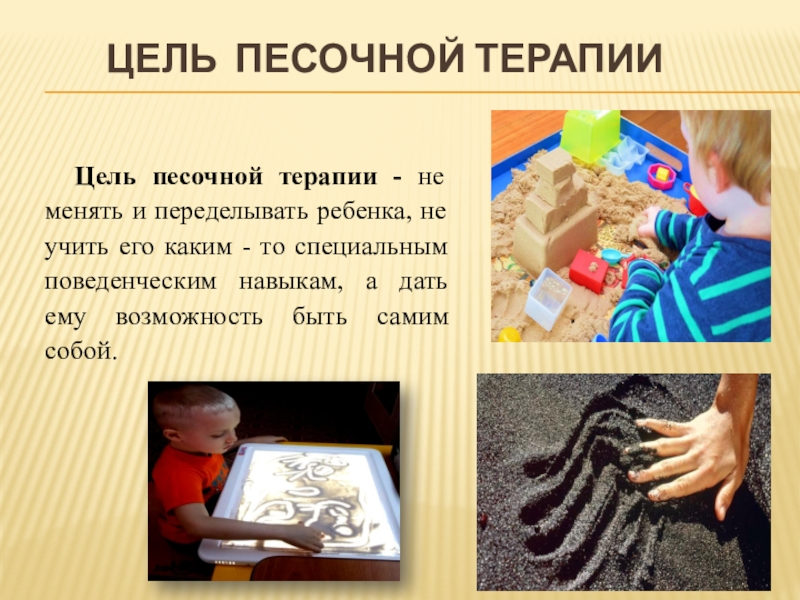 ЦЕЛЬ ПЕСОЧНОЙ ТЕРАПИИ
Цель песочной терапии - не
менять и переделывать ребенка, не
учить его каким - то специальным
поведенческим навыкам, а дать
ему возможность быть самим
собой.